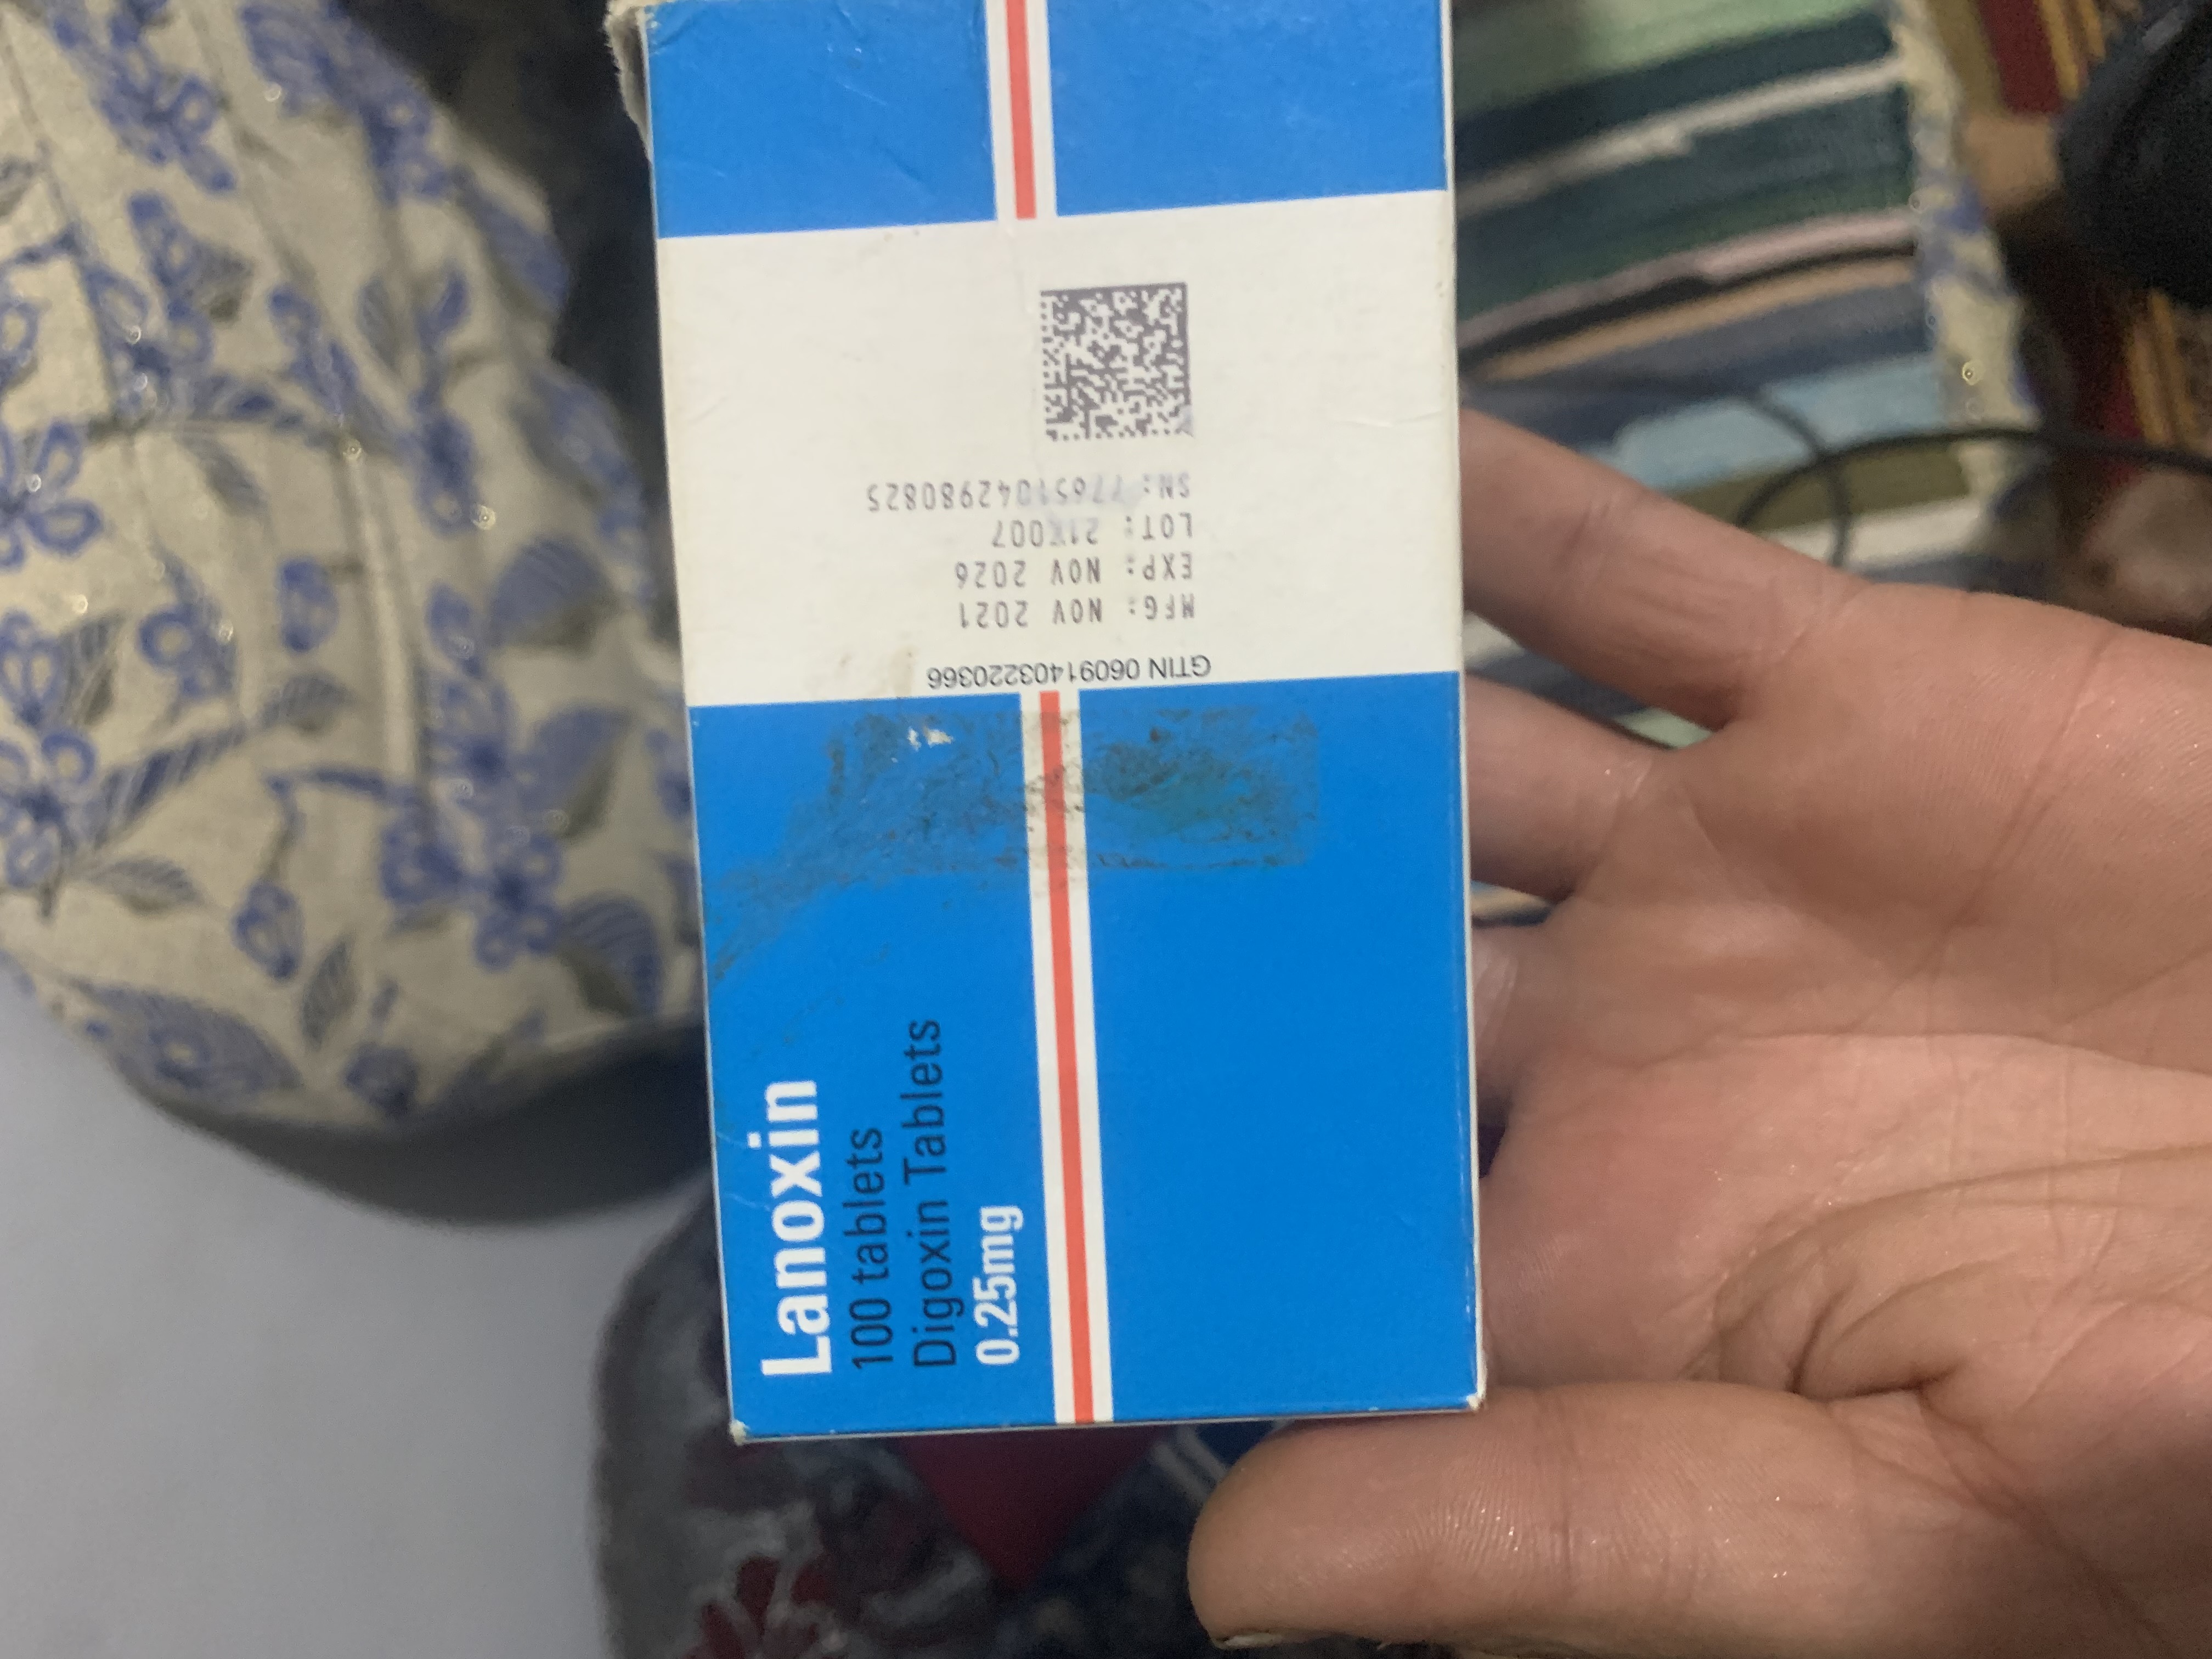 Lanoxin
100 tablets
Digoxin Tablets
0.25mg
GTIN 06091403220366
MFG: NOV 2021
EXP: NOV 2026
LOT:
SN: